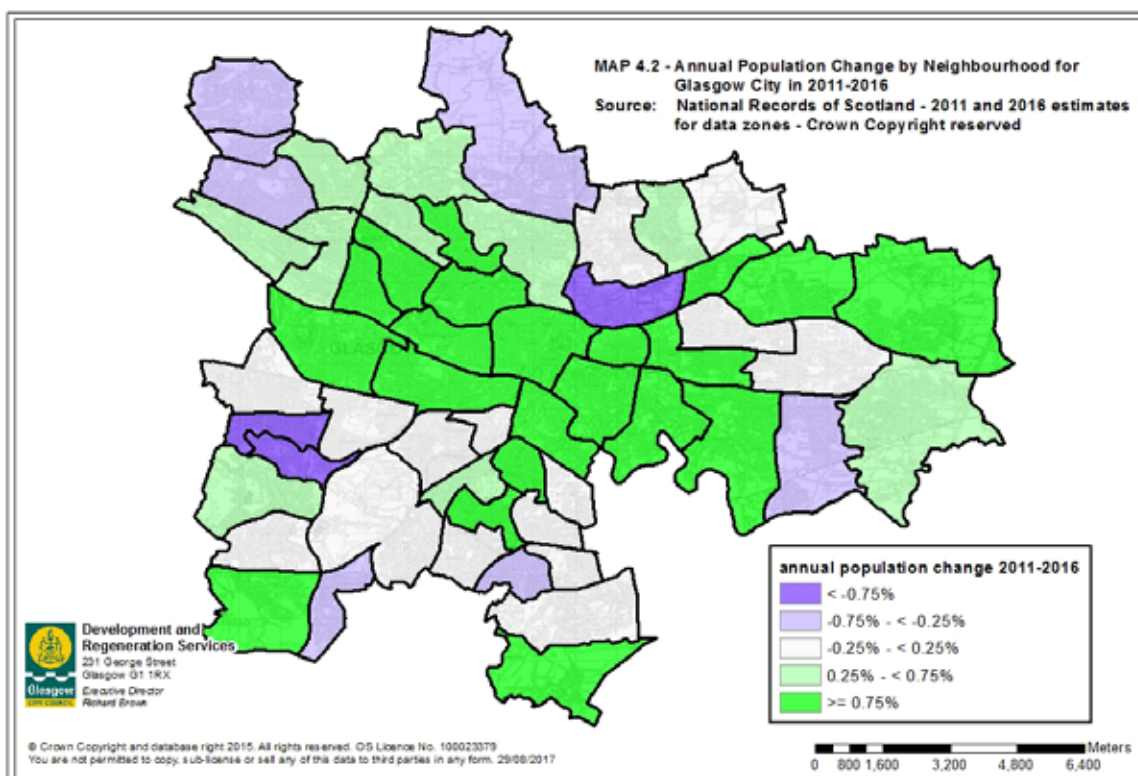 MAP 4.2 - Annual Population Change by Neighbourhood for
Glasgow City in 2011-2016
Source: National Records of Scotland - 2011 and 2016 estimates
for data zones - Crown Copyright reserved
annual population change 2011-2016
< -0.75%
-0.75% - < -0.25%
-0.25% - < 0.25%
0.25% - < 0.75%
>= 0.75%
Development and
Regeneration Services
231 George Street
Glasgow G1 1RX
Executive Director
Richard Brown
Glasgow
CITY COUNCIL
© Crown Copyright and database right 2015. All rights reserved. OS Licence No. 100023379
You are not permitted to copy, sub-license or sell any of this data to third parties in any form. 29/08/2017
Meters
0 800 1,600 3,200 4,800 6,400